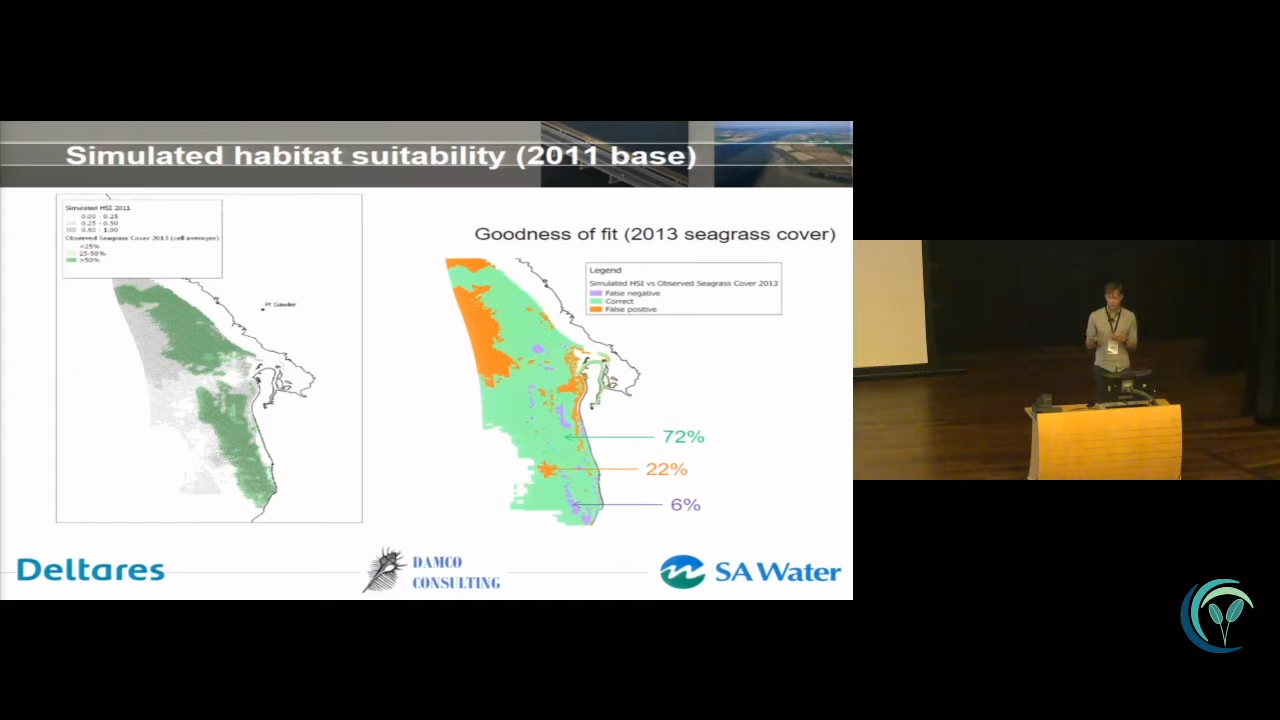 Simulated habitat suitability (2011 base)
Simulated HSI 2011
0.00 - 0.25
0.25 - 0.50
0.50 - 1.00
Observed Seagrass Cover 2013 (cell averages)
<25%
25-50%
>50%
Pt Gawler
Goodness of fit (2013 seagrass cover)
Legend
Simulated HSI vs Observed Seagrass Cover 2013
False negative
Correct
False positive
72%
22%
6%
Deltares
DAMCO
CONSULTING
SA Water